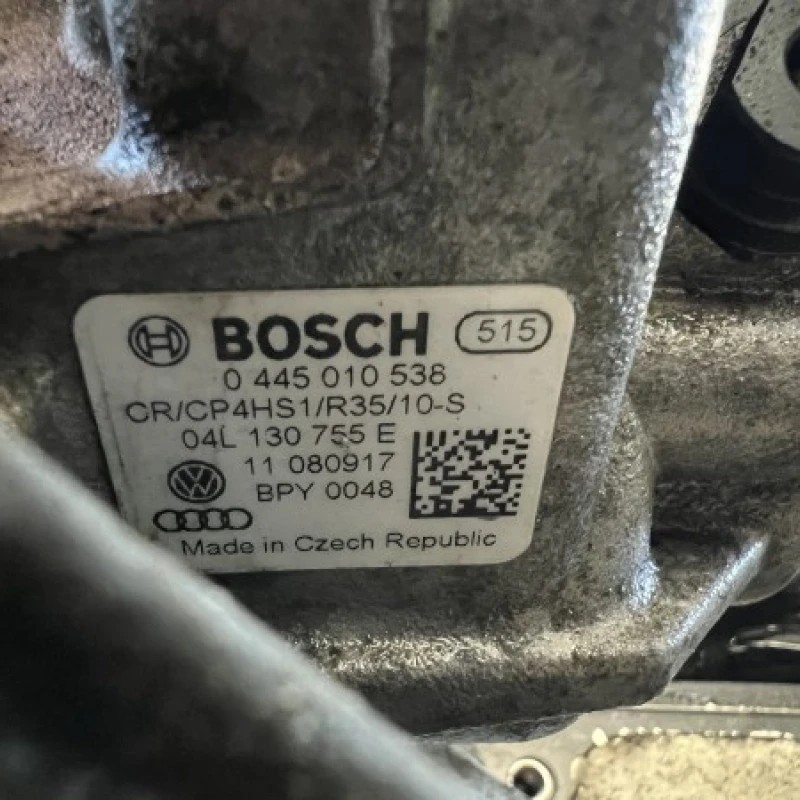 BOSCH 515
0 445 010 538
CR/CP4HS1/R35/10-S
04L 130 755 E
11 080917
BPY 0048
Made in Czech Republic